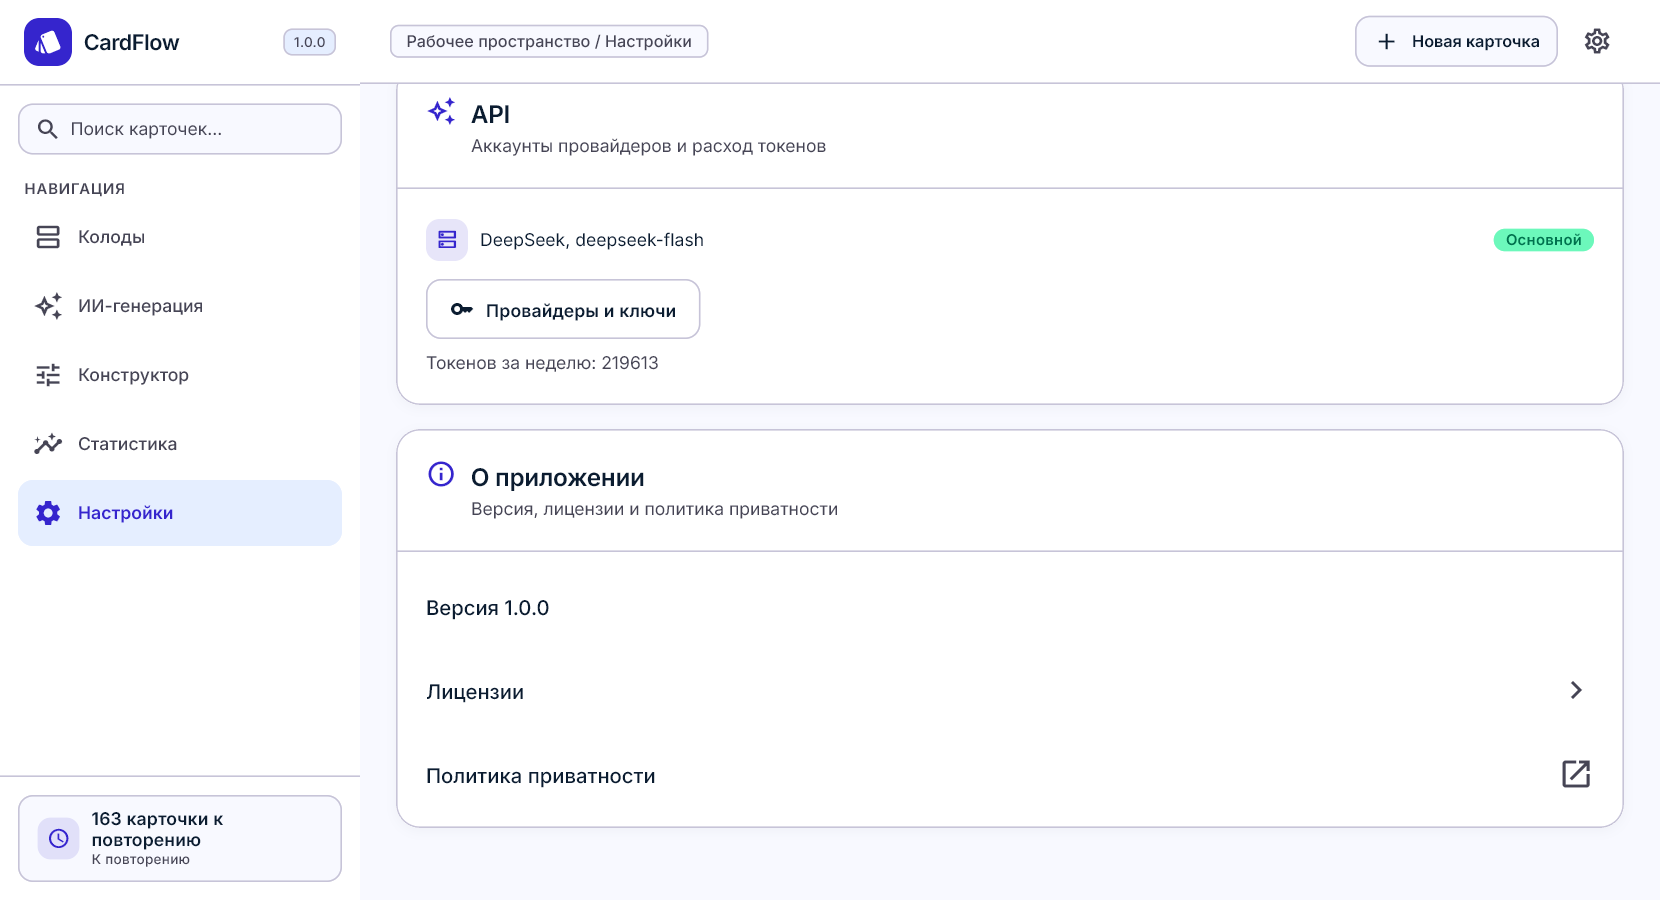 CardFlow
1.0.0
Рабочее пространство / Настройки
Новая карточка
Поиск карточек...
НАВИГАЦИЯ
Колоды
ИИ-генерация
Конструктор
Статистика
Настройки
163 карточки к
повторению
К повторению
API
Аккаунты провайдеров и расход токенов
DeepSeek, deepseek-flash
Основной
Провайдеры и ключи
Токенов за неделю: 219613
О приложении
Версия, лицензии и политика приватности
Версия 1.0.0
Лицензии
Политика приватности